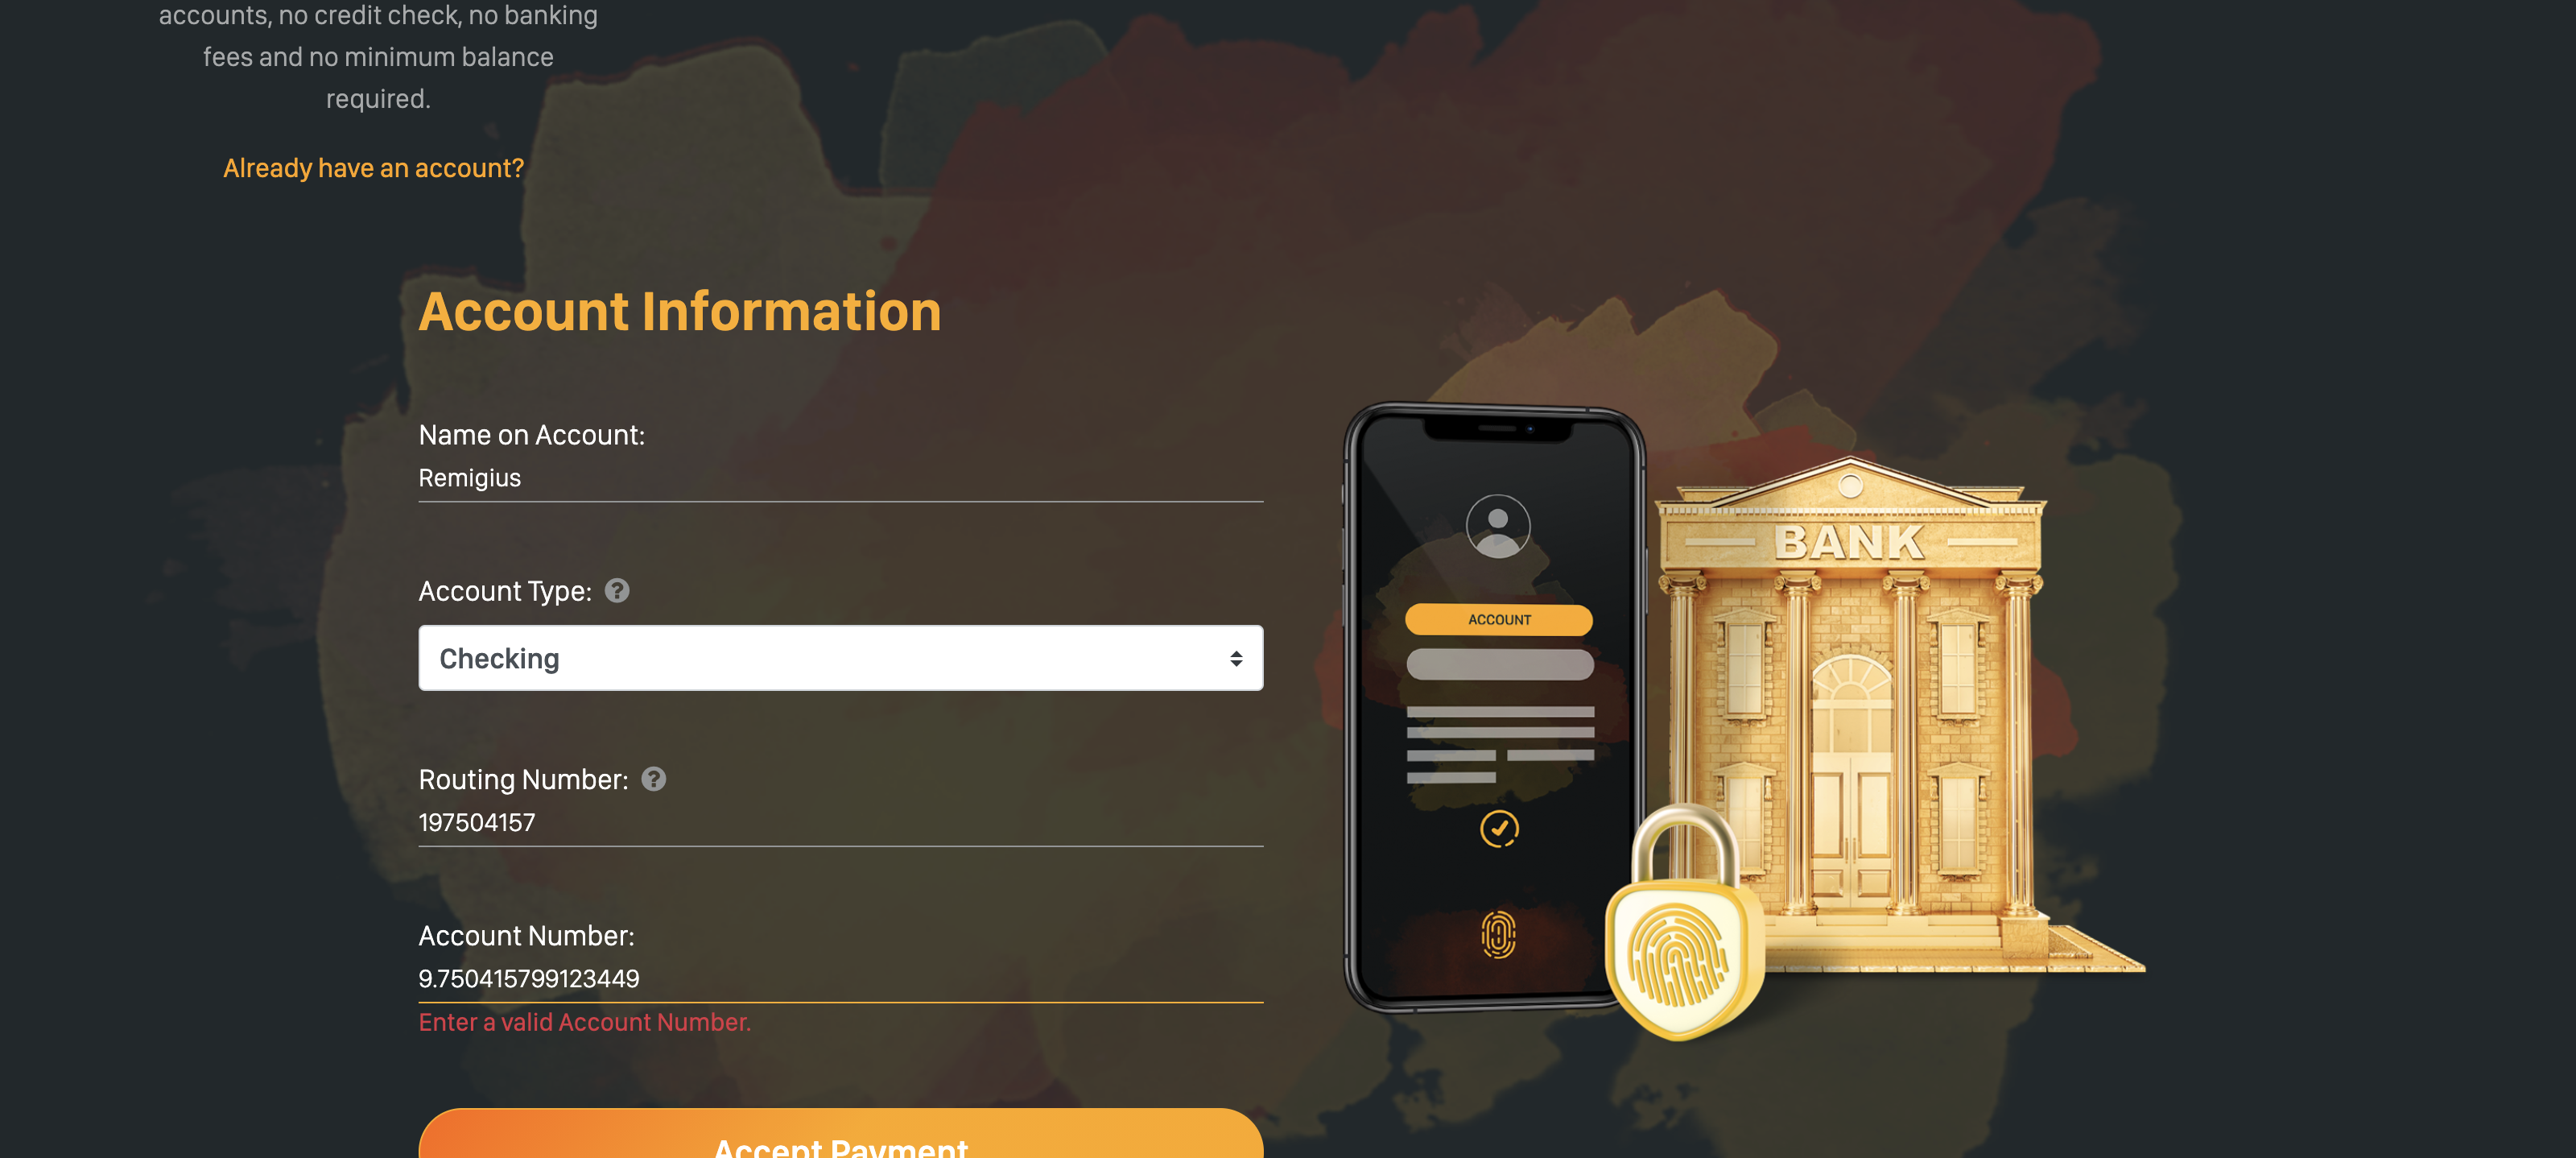 accounts, no credit check, no banking
fees and no minimum balance
required.
Already have an account?
Account Information
Name on Account:
Remigius
Account Type: ?
Checking
Routing Number: ?
197504157
Account Number:
9.750415799123449
Enter a valid Account Number.
Accept Payment
ACCOUNT
BANK